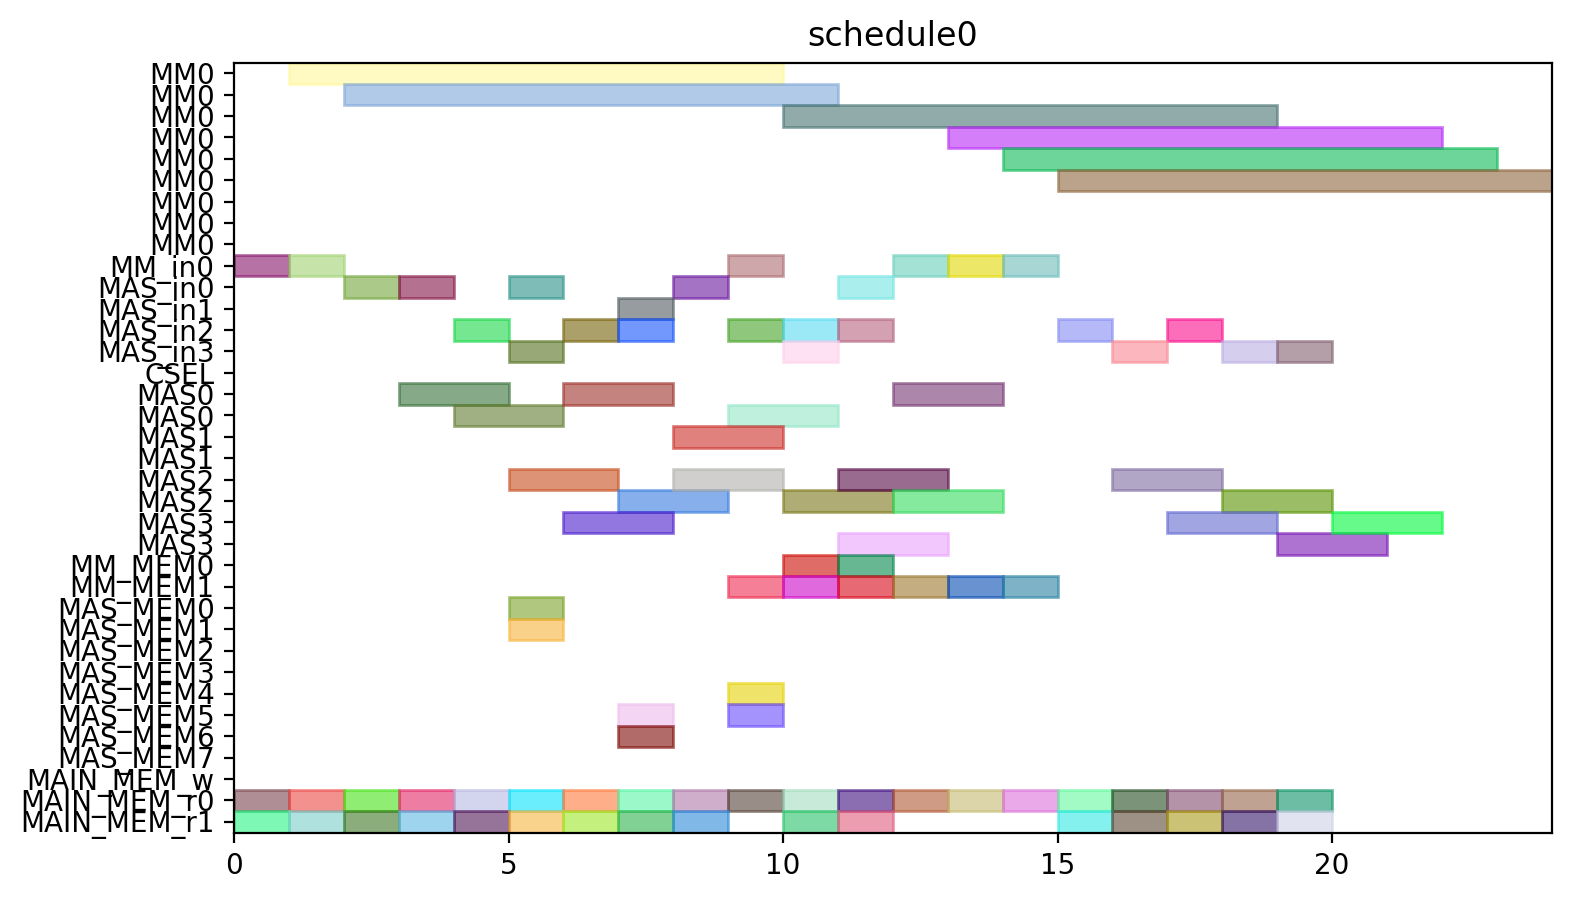 schedule0
MM0
MM0
MM0
MM0
MM0
MM0
MM0
MM0
MM0
MM_in0
MAS_in0
MAS_in1
MAS_in2
MAS_in3
CSEL
MAS0
MAS0
MAS1
MAS1
MAS2
MAS2
MAS3
MAS3
MM_MEM0
MM_MEM1
MAS_MEM0
MAS_MEM1
MAS_MEM2
MAS_MEM3
MAS_MEM4
MAS_MEM5
MAS_MEM6
MAS_MEM7
MAIN_MEM_w
MAIN_MEM_r0
MAIN_MEM_r1
0 5 10 15 20